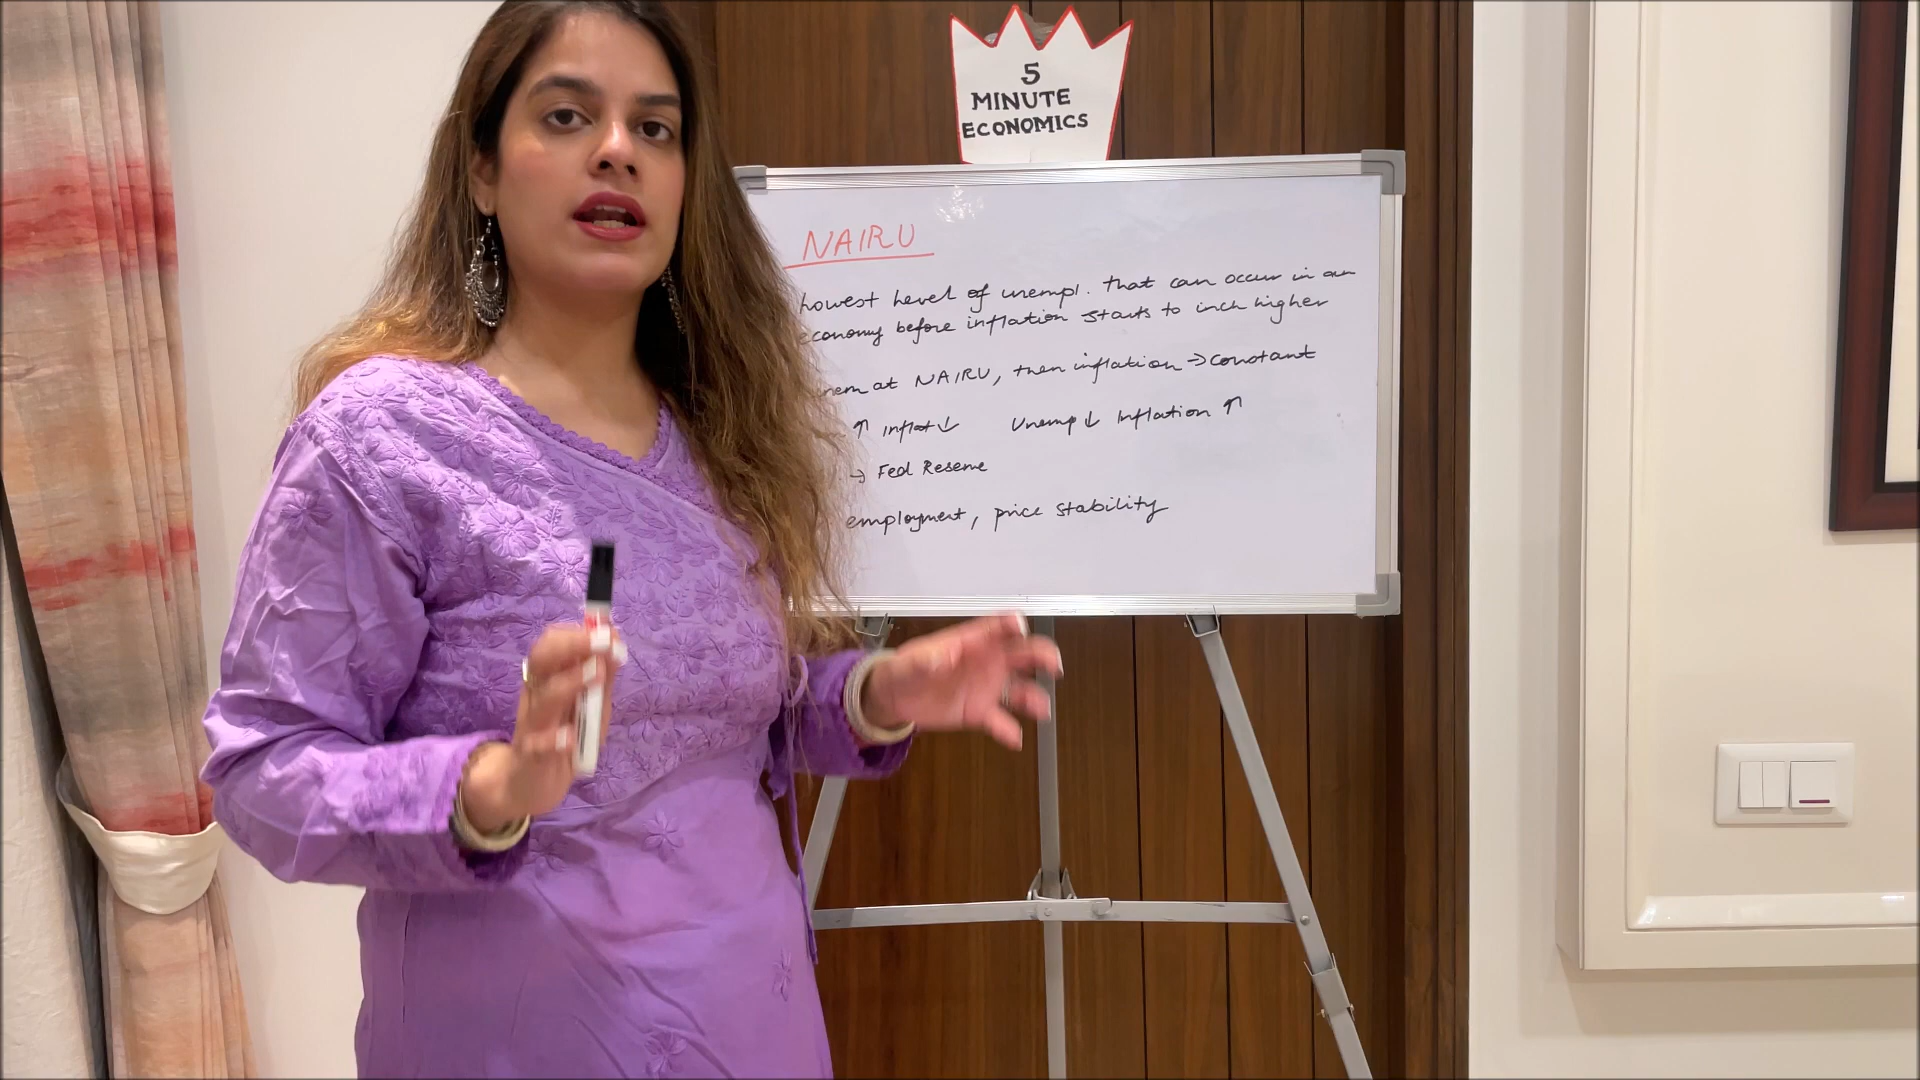 5
MINUTE
ECONOMICS
NAIRU
Lowest level of unempl. that can occur in an
economy before inflation starts to inch higher
at NAIRU, then inflation → constant
↑ Inflat ↓ Unemp ↓ Inflation ↑
→ Fed Reserve
employment, price stability